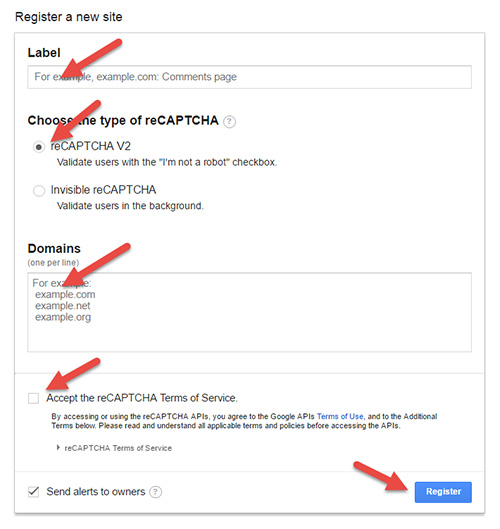 Register a new site
Label
For example, example.com: Comments page
Choose the type of reCAPTCHA ?
reCAPTCHA V2
Validate users with the "I'm not a robot" checkbox.
Invisible reCAPTCHA
Validate users in the background.
Domains
(one per line)
For example:
example.com
example.net
example.org
Accept the reCAPTCHA Terms of Service.
By accessing or using the reCAPTCHA APIs, you agree to the Google APIs Terms of Use, and to the Additional
Terms below. Please read and understand all applicable terms and policies before accessing the APIs.
reCAPTCHA Terms of Service
Send alerts to owners ?
Register